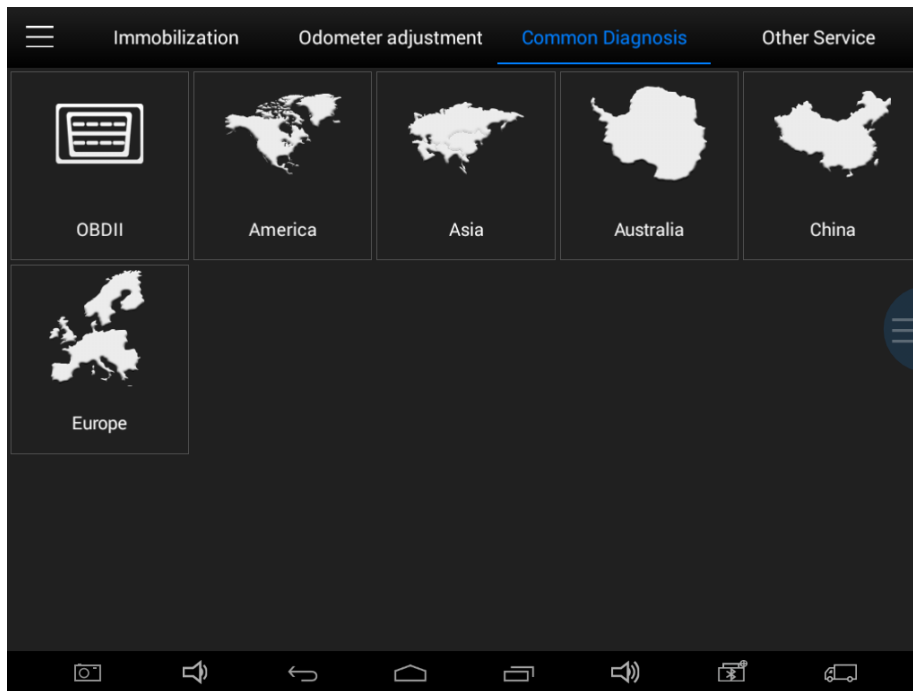 Immobilization Odometer adjustment Common Diagnosis Other Service
OBDII America Asia Australia China
Europe